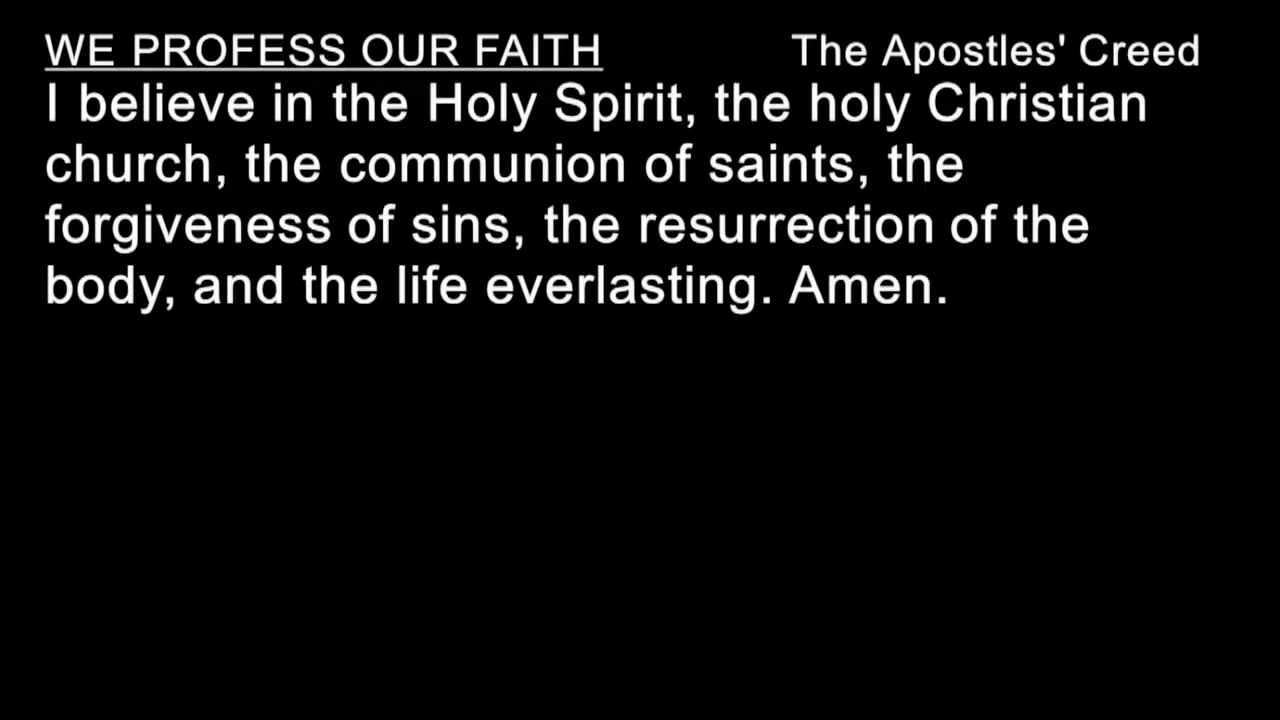 WE PROFESS OUR FAITH The Apostles' Creed
I believe in the Holy Spirit, the holy Christian
church, the communion of saints, the
forgiveness of sins, the resurrection of the
body, and the life everlasting. Amen.